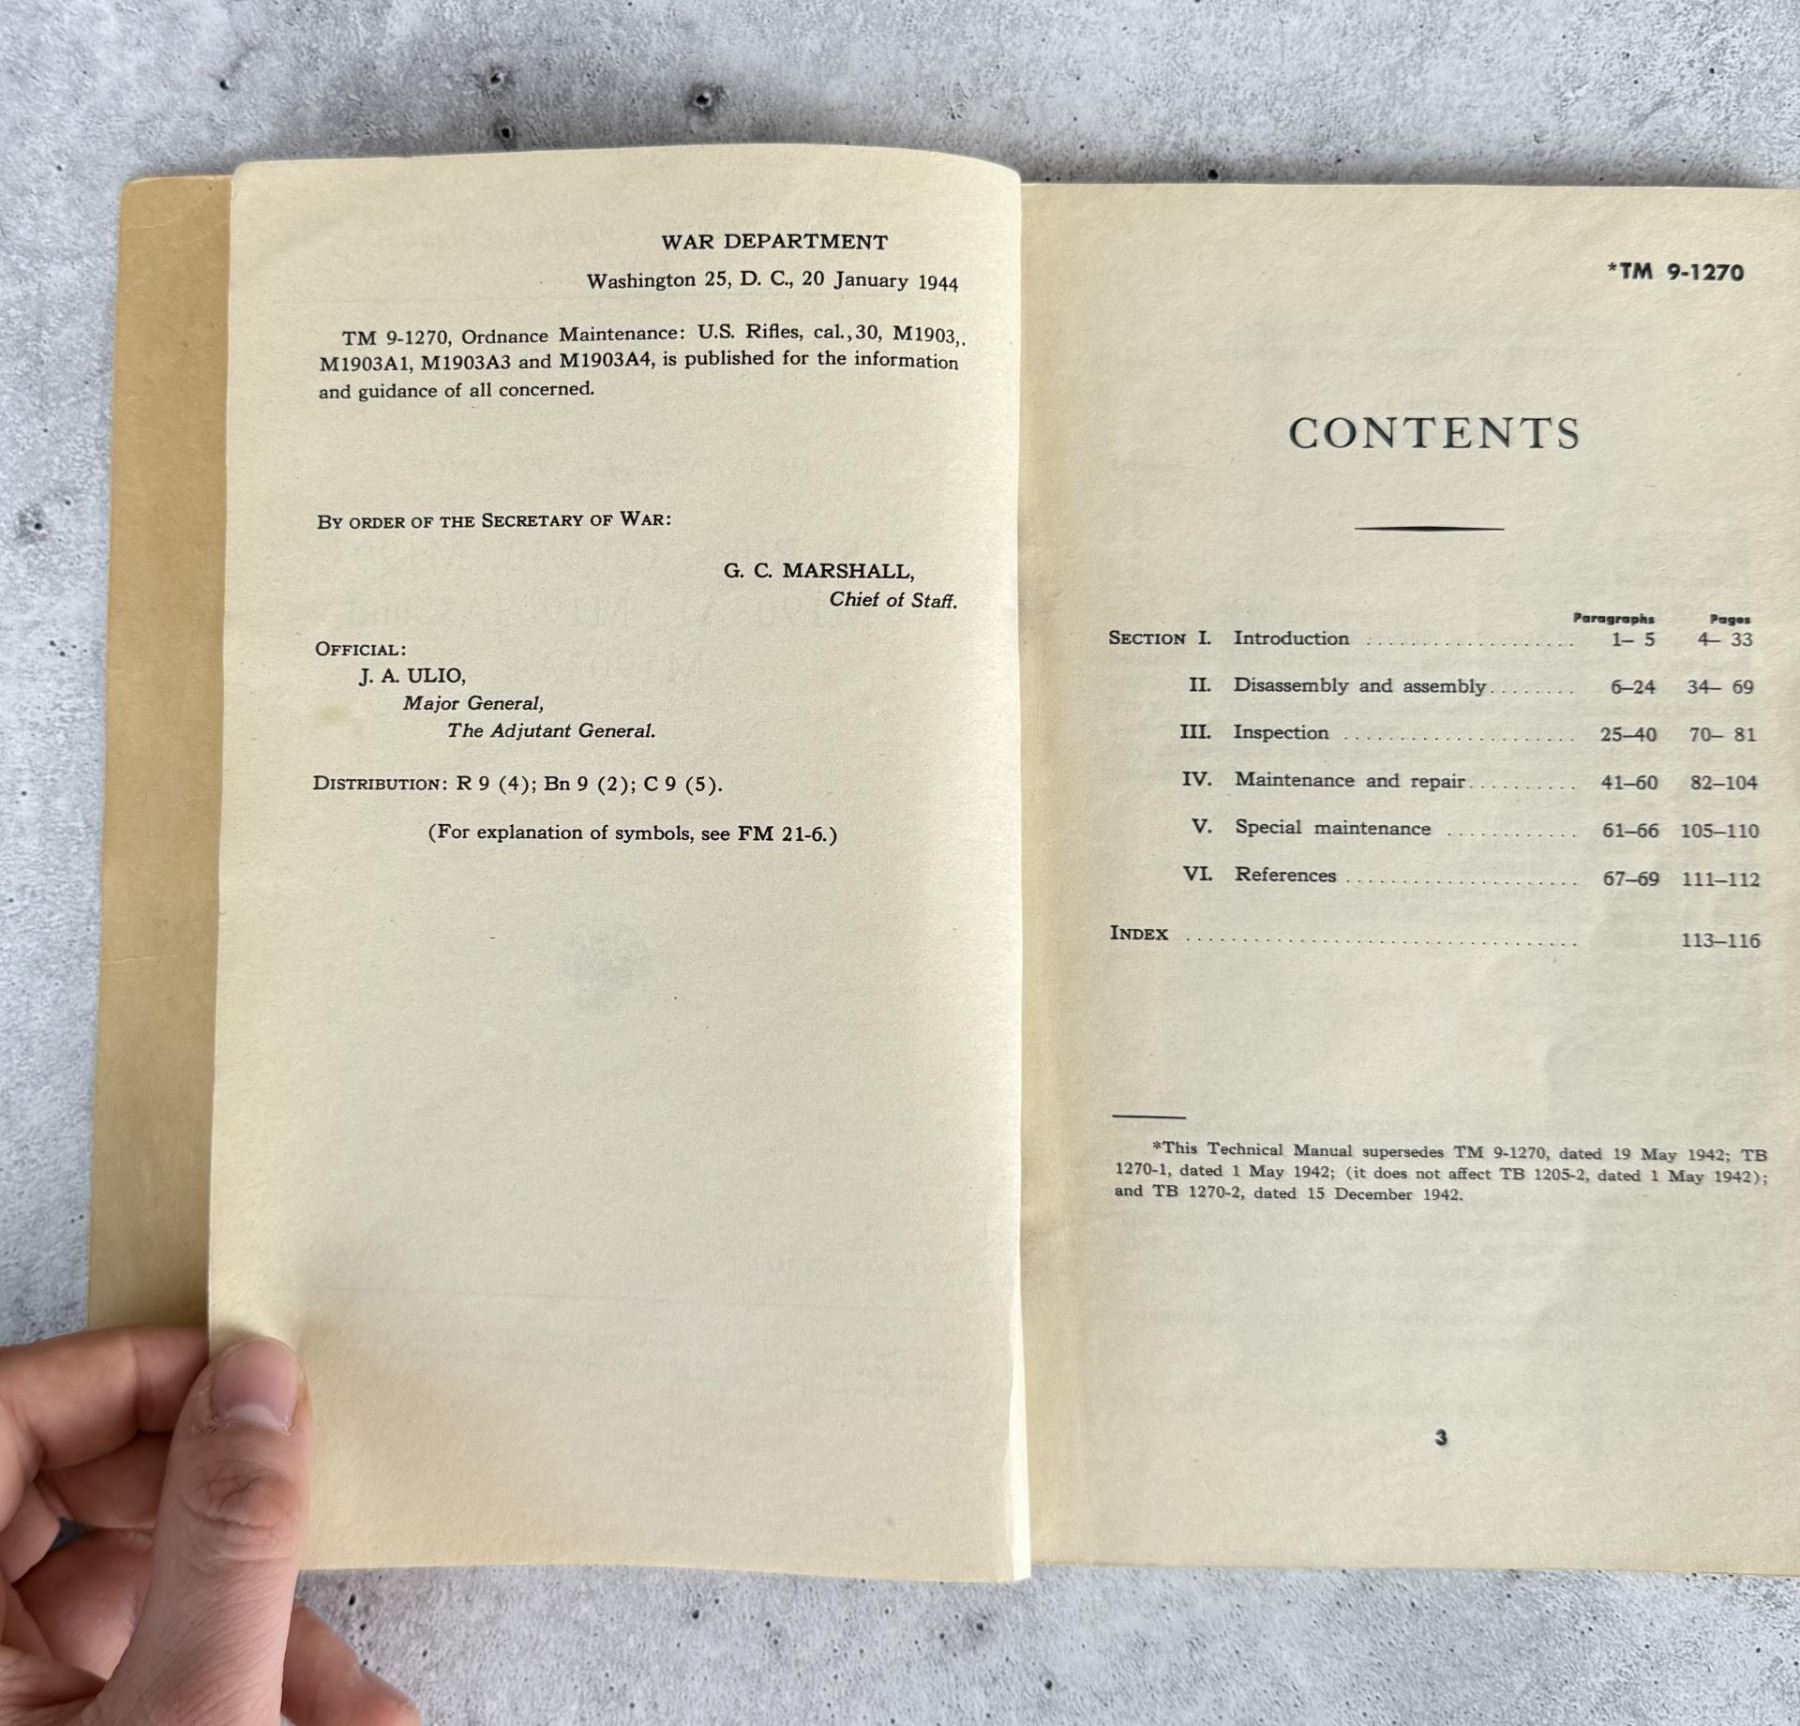 WAR DEPARTMENT
Washington 25, D. C., 20 January 1944
TM 9-1270, Ordnance Maintenance: U.S. Rifles, cal.,30, M1903,.
M1903A1, M1903A3 and M1903A4, is published for the information
and guidance of all concerned.
BY ORDER OF THE SECRETARY OF WAR:
G. C. MARSHALL,
Chief of Staff.
OFFICIAL:
J. A. ULIO,
Major General,
The Adjutant General.
DISTRIBUTION: R 9 (4); Bn 9 (2); C 9 (5).
(For explanation of symbols, see FM 21-6.)
*TM 9-1270
CONTENTS
Paragraphs Pages
SECTION I. Introduction .................... 1– 5 4– 33
II. Disassembly and assembly........ 6–24 34– 69
III. Inspection ...................... 25–40 70– 81
IV. Maintenance and repair.......... 41–60 82–104
V. Special maintenance ............ 61–66 105–110
VI. References ...................... 67–69 111–112
INDEX .................................... 113–116
*This Technical Manual supersedes TM 9-1270, dated 19 May 1942; TB
1270-1, dated 1 May 1942; (it does not affect TB 1205-2, dated 1 May 1942);
and TB 1270-2, dated 15 December 1942.
3